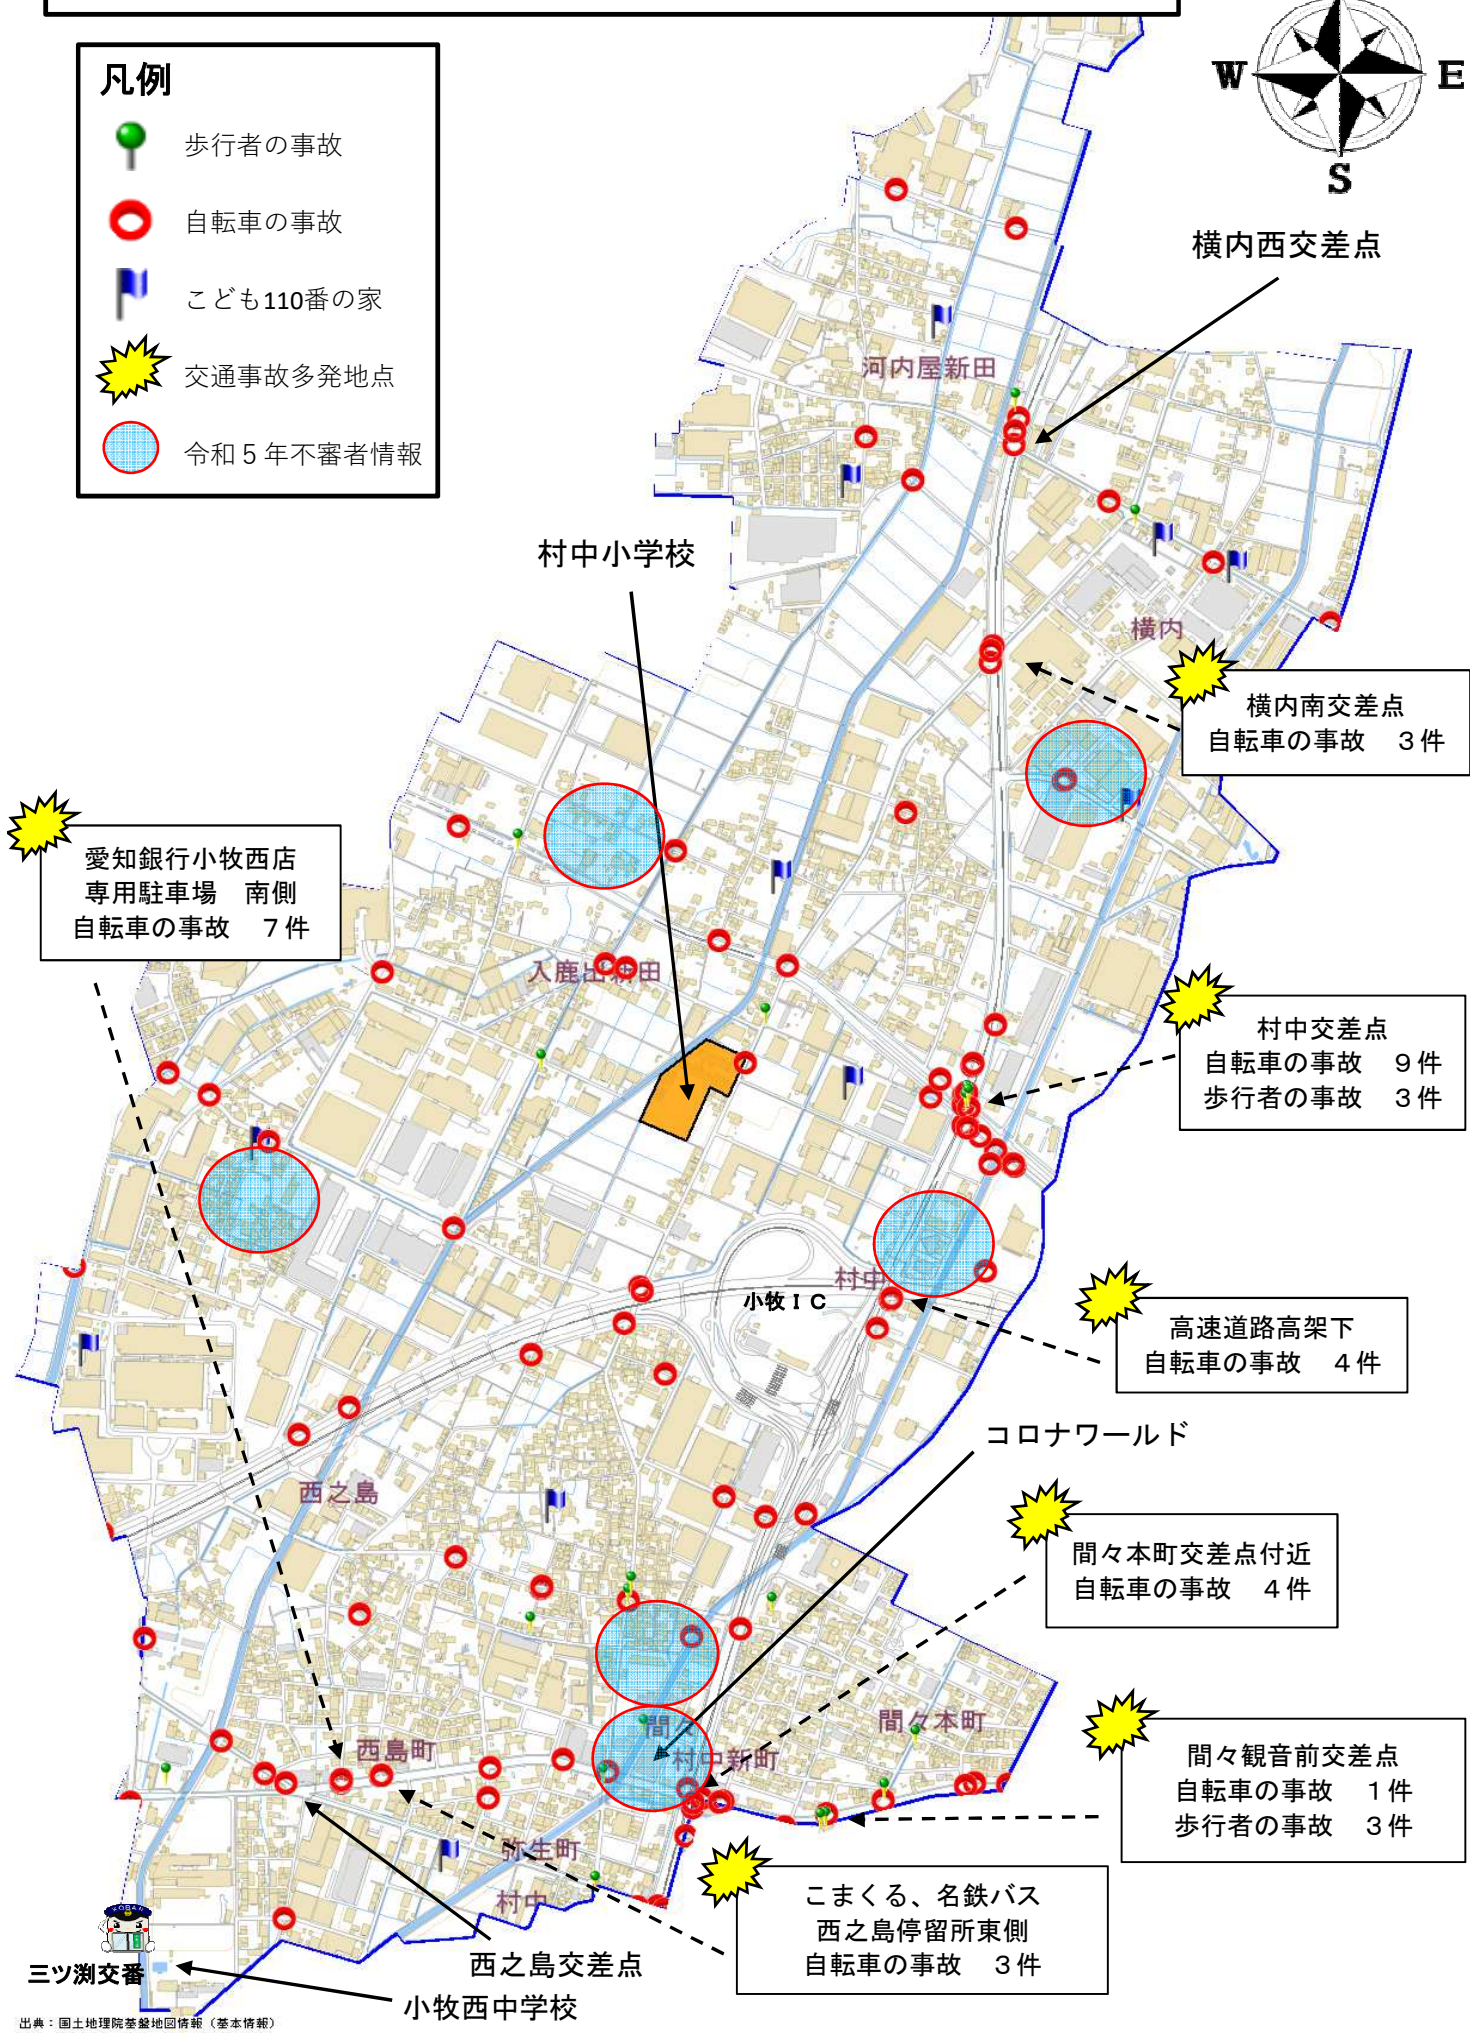 凡例
歩行者の事故
自転車の事故
こども110番の家
交通事故多発地点
令和５年不審者情報
W
E
S
横内西交差点
河内屋新田
村中小学校
横内
横内南交差点
自転車の事故　３件
愛知銀行小牧西店
専用駐車場　南側
自転車の事故　７件
入鹿出新田
村中交差点
自転車の事故　９件
歩行者の事故　３件
村中
小牧ＩＣ
高速道路高架下
自転車の事故　４件
コロナワールド
西之島
間々本町交差点付近
自転車の事故　４件
間々本町
間々
西島町
村中新町
間々観音前交差点
自転車の事故　１件
歩行者の事故　３件
弥生町
村中
こまくる、名鉄バス
西之島停留所東側
自転車の事故　３件
KOBAN
三ツ渕交番
西之島交差点
小牧西中学校
出典：国土地理院基盤地図情報（基本情報）